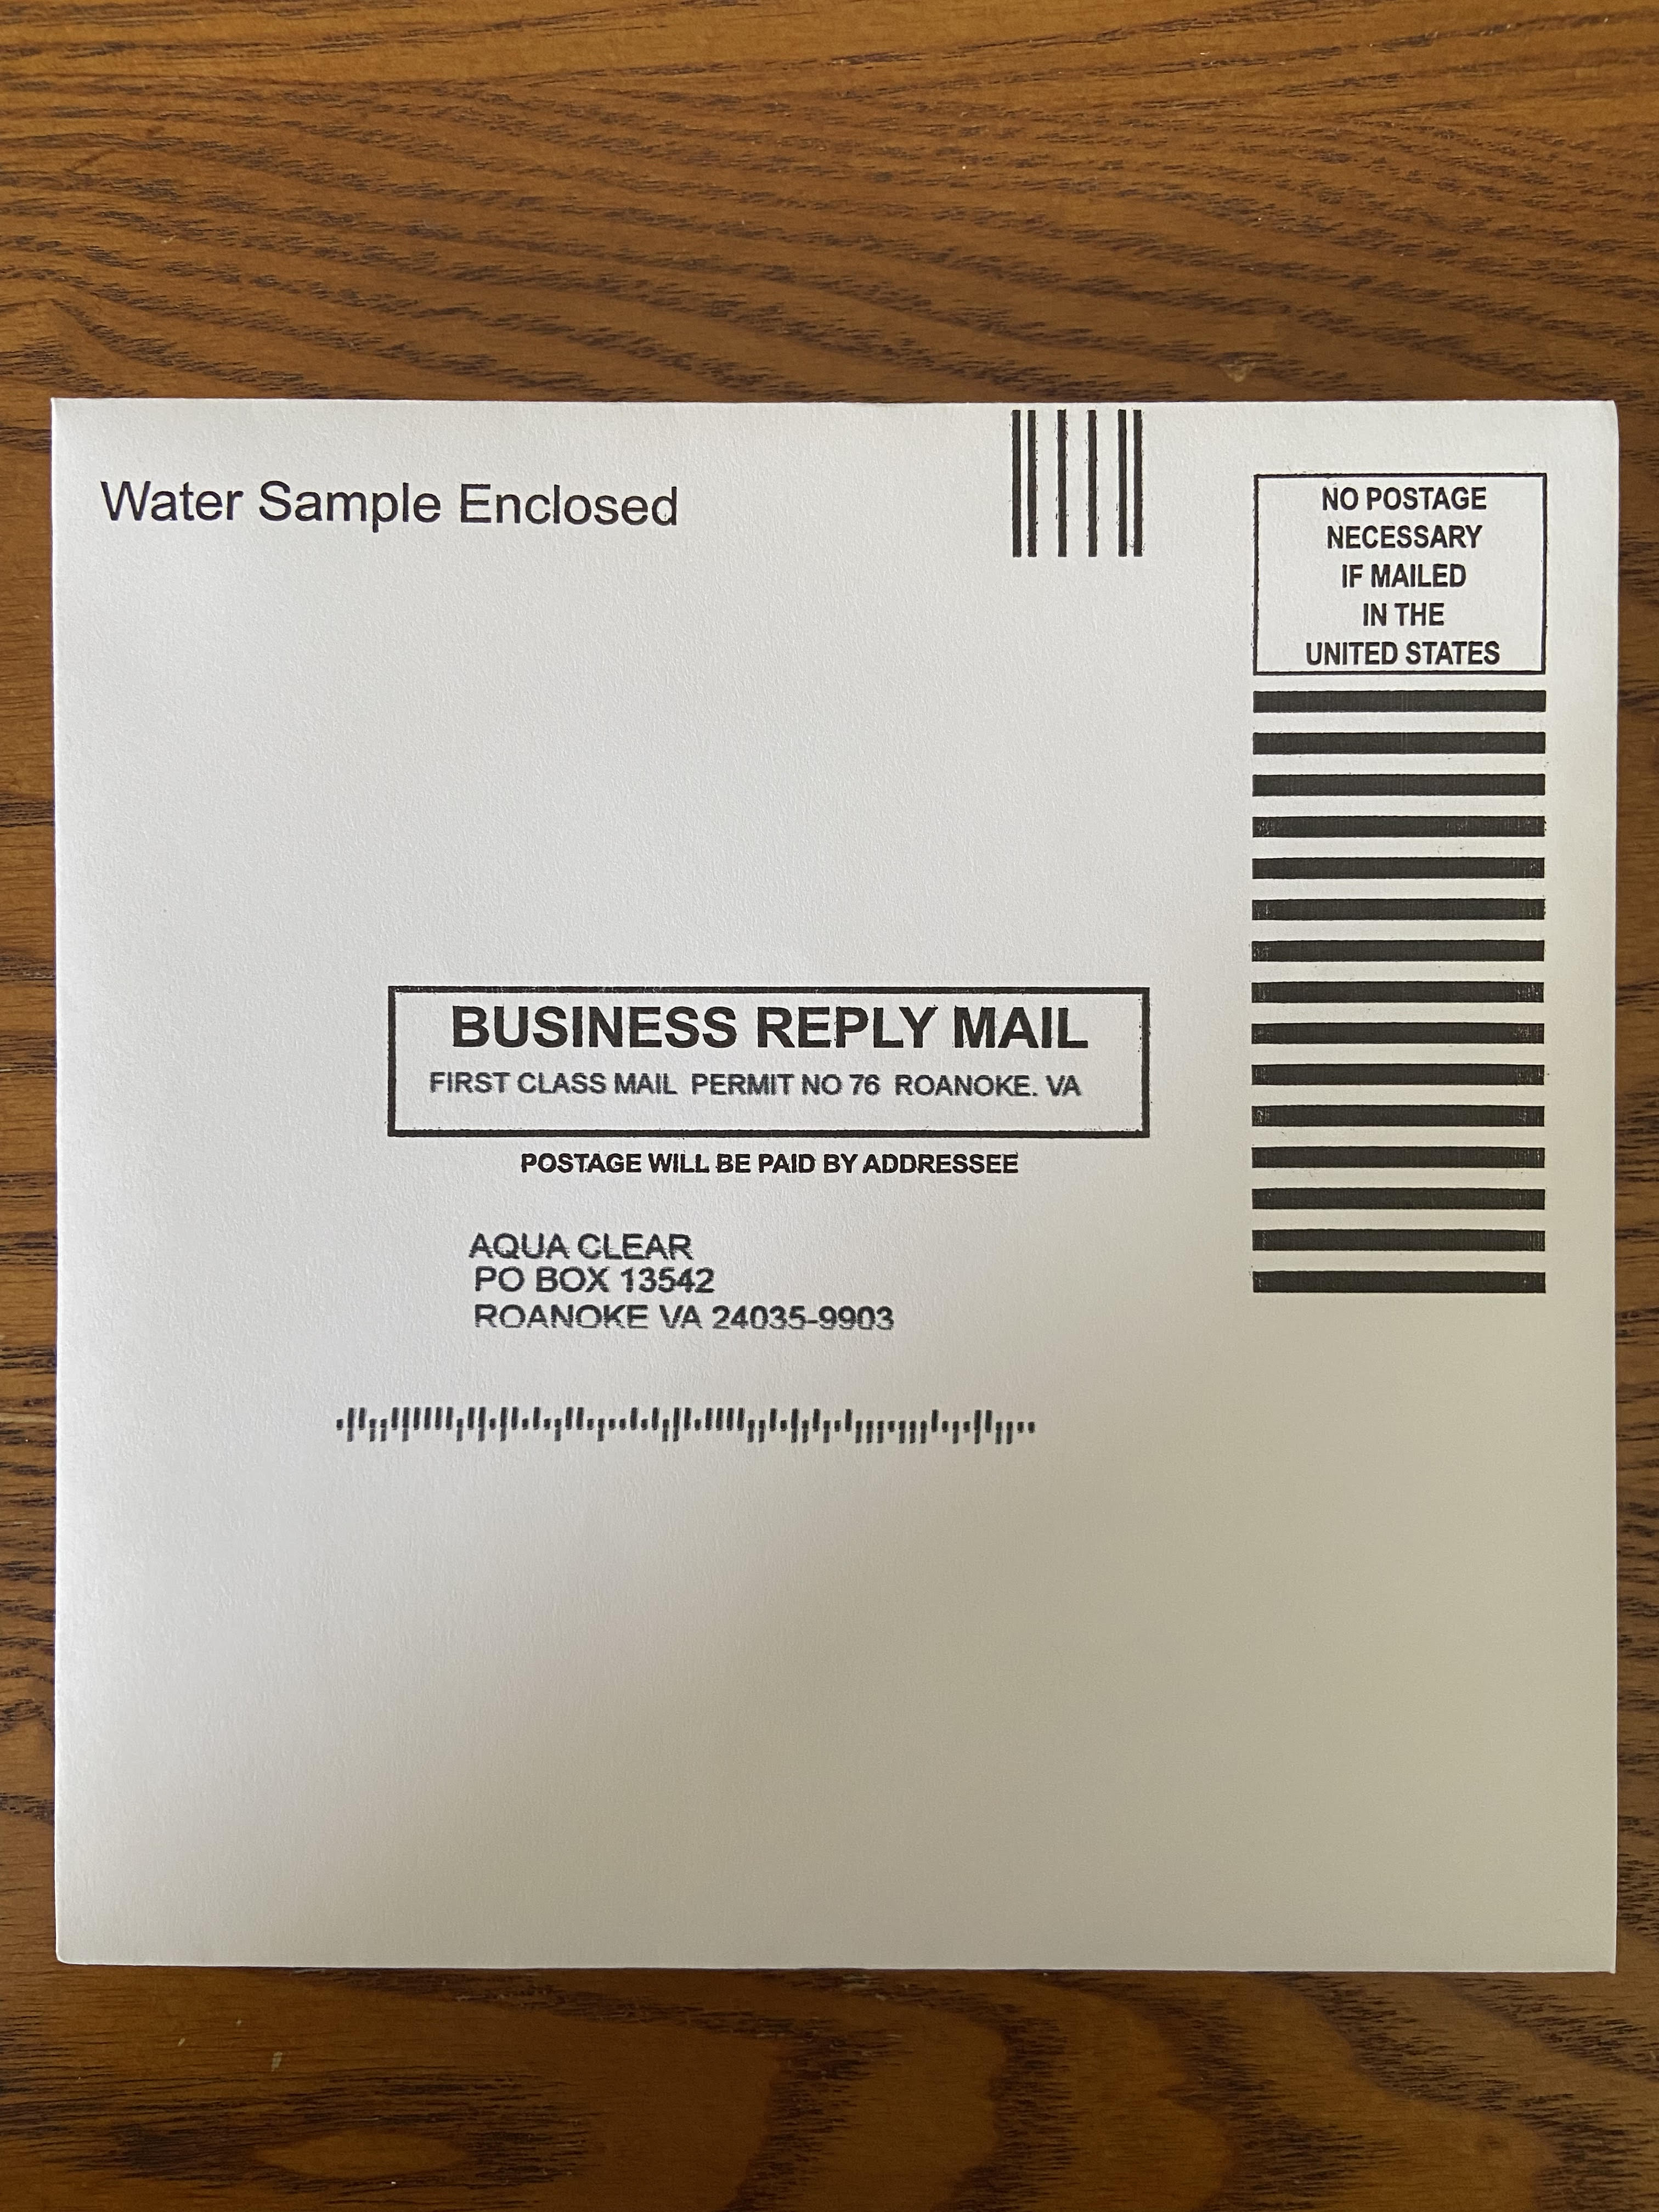 Water Sample Enclosed
NO POSTAGE
NECESSARY
IF MAILED
IN THE
UNITED STATES
BUSINESS REPLY MAIL
FIRST CLASS MAIL PERMIT NO 76 ROANOKE. VA
POSTAGE WILL BE PAID BY ADDRESSEE
AQUA CLEAR
PO BOX 13542
ROANOKE VA 24035-9903